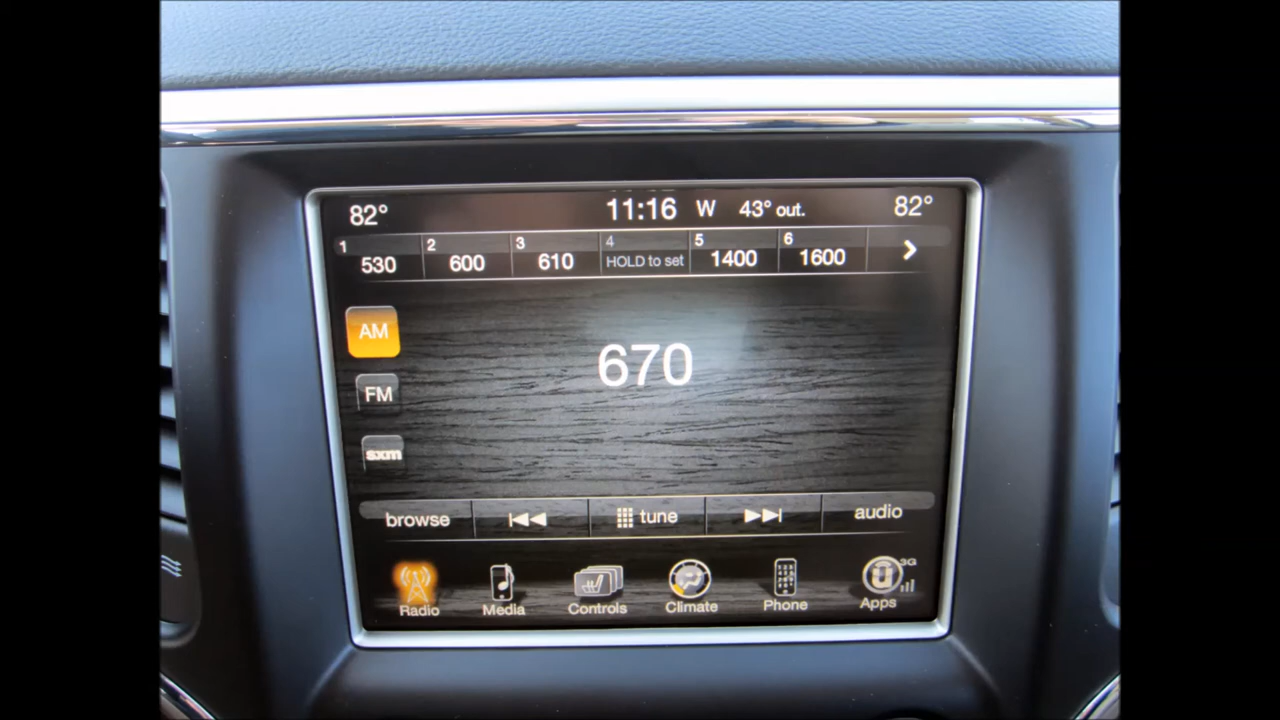 82° 11:16 W 43° out. 82°
1 2 3 4 5 6
530 600 610 HOLD to set 1400 1600
AM
670
FM
sxm
browse tune audio
3G
Radio Media Controls Climate Phone Apps